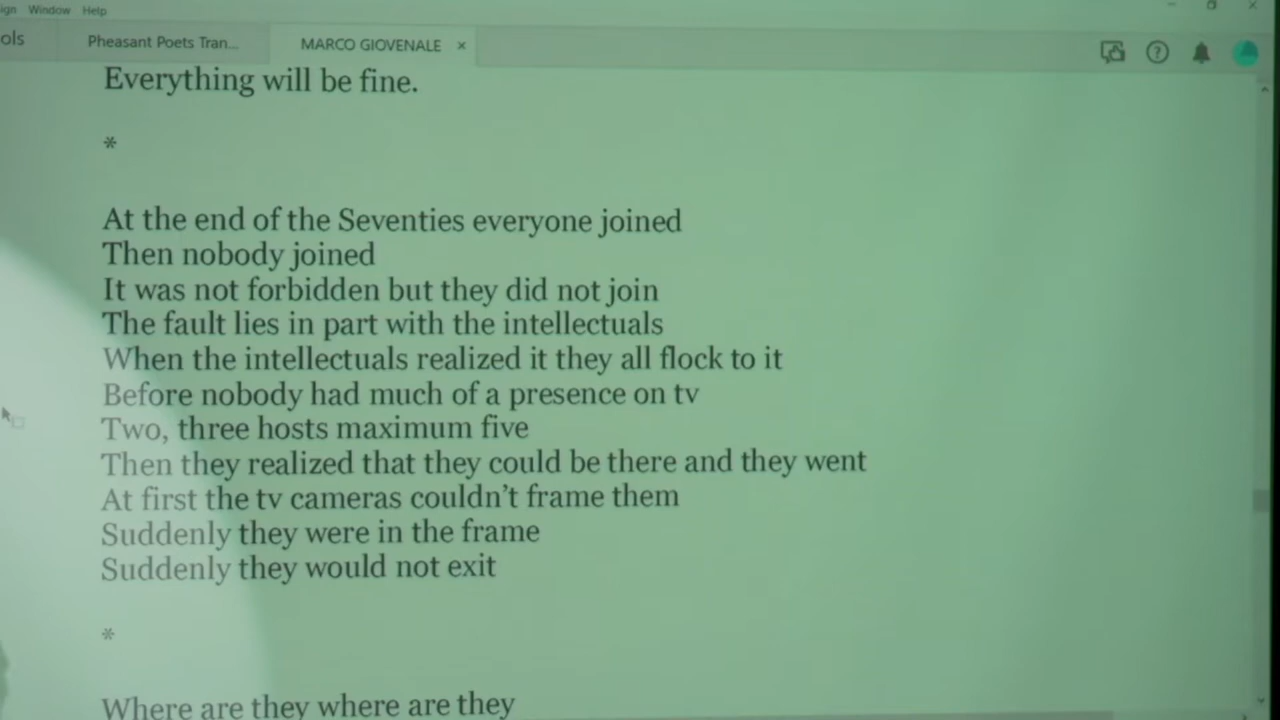 ign Window Help
ols
Pheasant Poets Tran...
MARCO GIOVENALE
Everything will be fine.
*
At the end of the Seventies everyone joined
Then nobody joined
It was not forbidden but they did not join
The fault lies in part with the intellectuals
When the intellectuals realized it they all flock to it
Before nobody had much of a presence on tv
Two, three hosts maximum five
Then they realized that they could be there and they went
At first the tv cameras couldn't frame them
Suddenly they were in the frame
Suddenly they would not exit
*
Where are they where are they